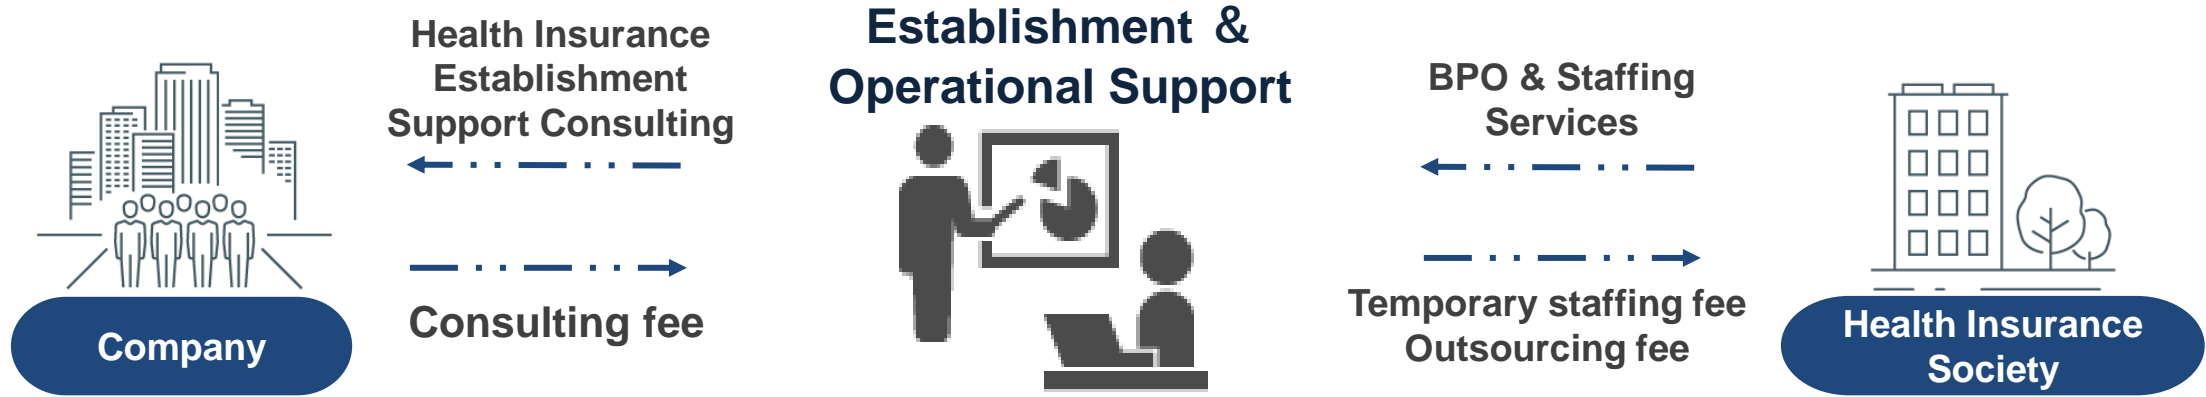 Health Insurance
Establishment
Support Consulting
Consulting fee
Company
Establishment ＆
Operational Support
BPO & Staffing
Services
Temporary staffing fee
Outsourcing fee
Health Insurance
Society